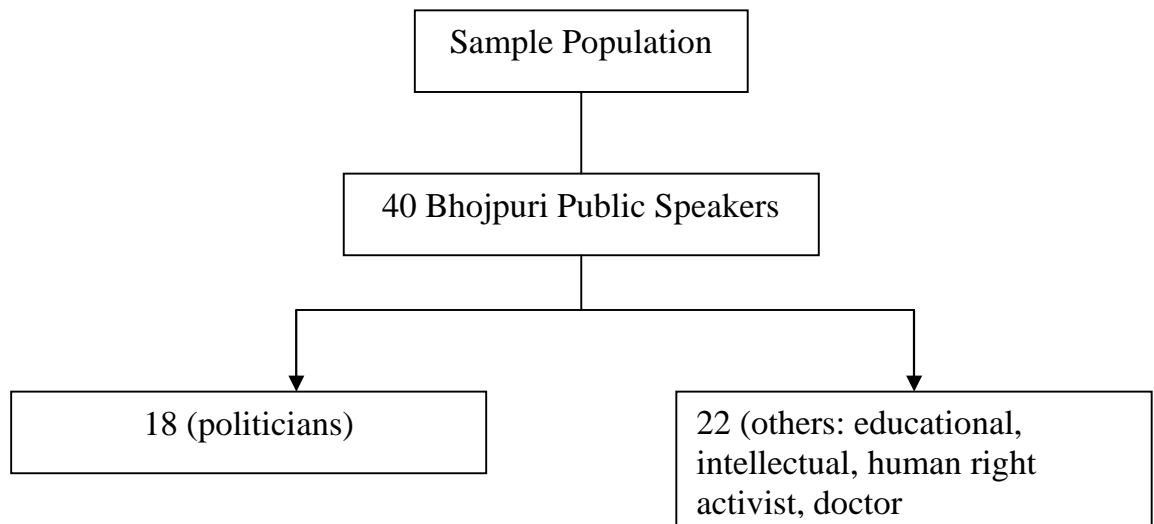 Sample Population
40 Bhojpuri Public Speakers
18 (politicians)
22 (others: educational,
intellectual, human right
activist, doctor